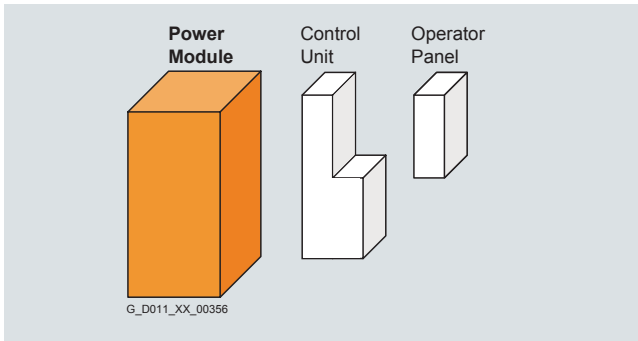 Power
Module
Control
Unit
Operator
Panel
G_D011_XX_00356